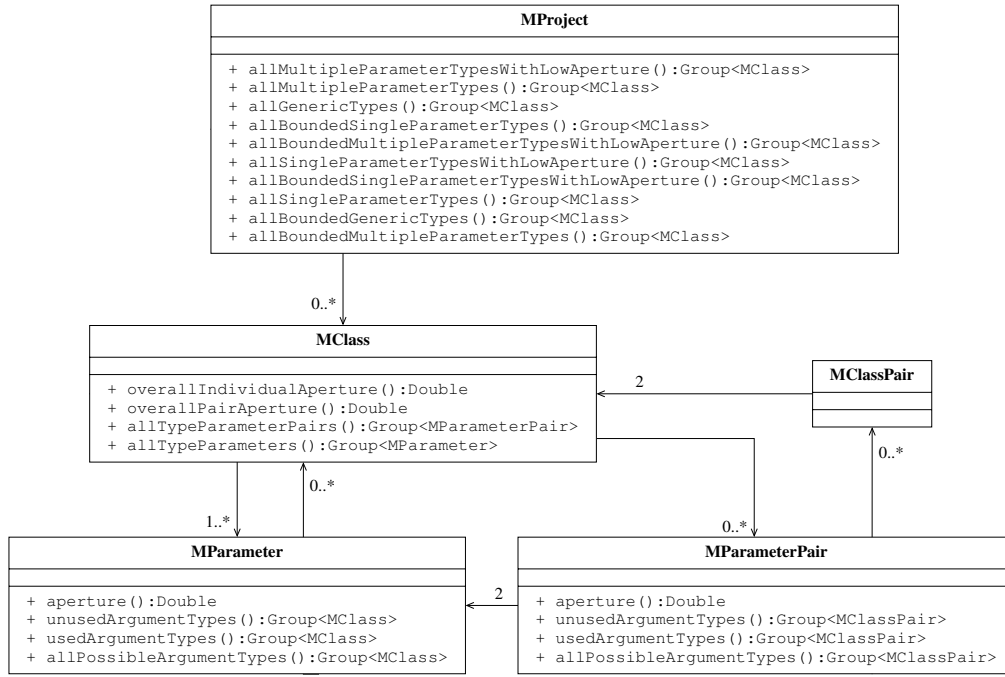 MProject
+ allMultipleParameterTypesWithLowAperture():Group<MClass>
+ allMultipleParameterTypes():Group<MClass>
+ allGenericTypes():Group<MClass>
+ allBoundedSingleParameterTypes():Group<MClass>
+ allBoundedMultipleParameterTypesWithLowAperture():Group<MClass>
+ allSingleParameterTypesWithLowAperture():Group<MClass>
+ allBoundedSingleParameterTypesWithLowAperture():Group<MClass>
+ allSingleParameterTypes():Group<MClass>
+ allBoundedGenericTypes():Group<MClass>
+ allBoundedMultipleParameterTypes():Group<MClass>
0..*
MClass
+ overallIndividualAperture():Double
+ overallPairAperture():Double
+ allTypeParameterPairs():Group<MParameterPair>
+ allTypeParameters():Group<MParameter>
2
MClassPair
0..*
0..*
1..*
0..*
MParameter
+ aperture():Double
+ unusedArgumentTypes():Group<MClass>
+ usedArgumentTypes():Group<MClass>
+ allPossibleArgumentTypes():Group<MClass>
2
MParameterPair
+ aperture():Double
+ unusedArgumentTypes():Group<MClassPair>
+ usedArgumentTypes():Group<MClassPair>
+ allPossibleArgumentTypes():Group<MClassPair>